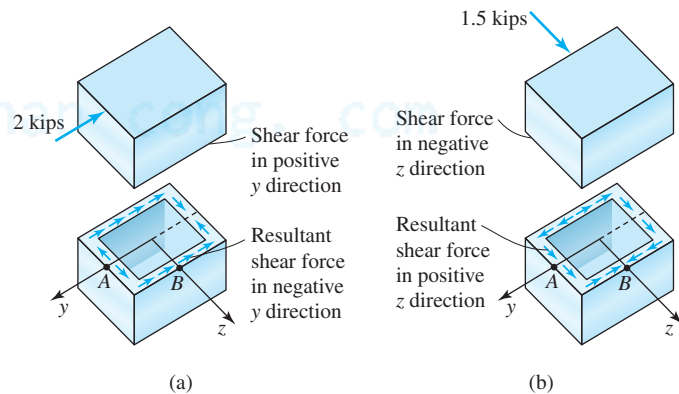 1.5 kips
2 kips
Shear force
in positive
y direction
Shear force
in negative
z direction
Resultant
shear force
in negative
y direction
Resultant
shear force
in positive
z direction
A
B
y
z
A
B
y
z
(a)
(b)